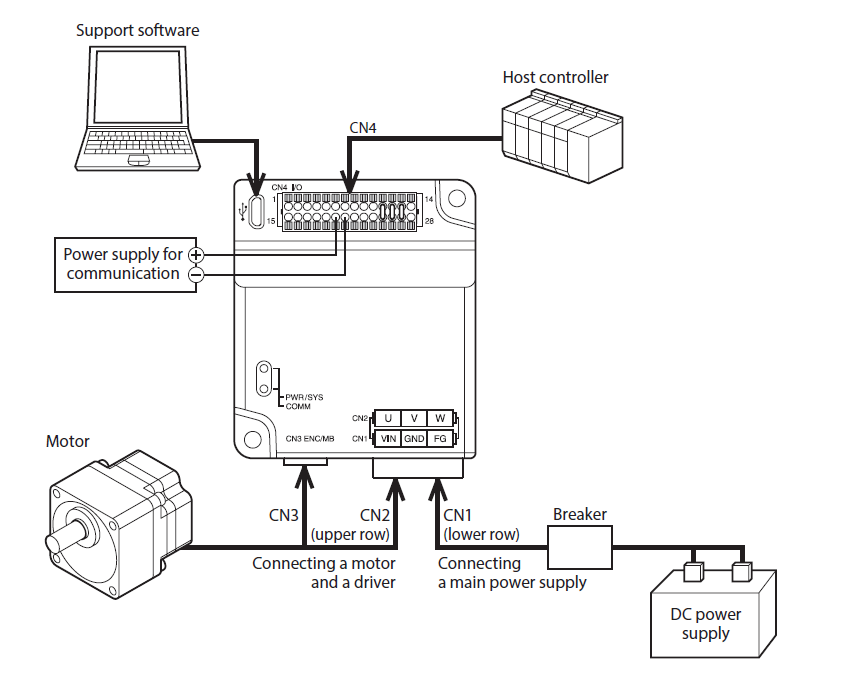 Support software
Host controller
CN4
CN4 I/O
1
14
15
28
Power supply for
communication
+
−
PWR/SYS
COMM
CN2
U
V
W
CN3 ENC/MB
CN1
VIN
GND
FG
Motor
CN3
CN2
(upper row)
CN1
(lower row)
Breaker
Connecting a motor
and a driver
Connecting
a main power supply
DC power
supply